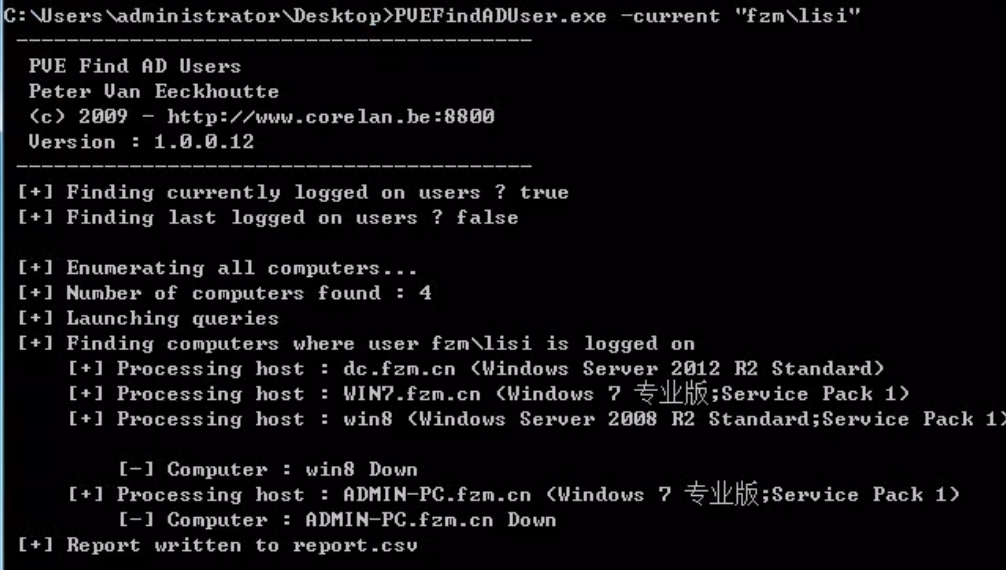 C:\Users\administrator\Desktop>PVEFindADUser.exe -current "fzm\lisi"
-----------------------------------------
PVE Find AD Users
Peter Van Eeckhoutte
(c) 2009 - http://www.corelan.be:8800
Version : 1.0.0.12
-----------------------------------------
[+] Finding currently logged on users ? true
[+] Finding last logged on users ? false
[+] Enumerating all computers...
[+] Number of computers found : 4
[+] Launching queries
[+] Finding computers where user fzm\lisi is logged on
[+] Processing host : dc.fzm.cn (Windows Server 2012 R2 Standard)
[+] Processing host : WIN7.fzm.cn (Windows 7 专业版;Service Pack 1)
[+] Processing host : win8 (Windows Server 2008 R2 Standard;Service Pack 1)
[-] Computer : win8 Down
[+] Processing host : ADMIN-PC.fzm.cn (Windows 7 专业版;Service Pack 1)
[-] Computer : ADMIN-PC.fzm.cn Down
[+] Report written to report.csv